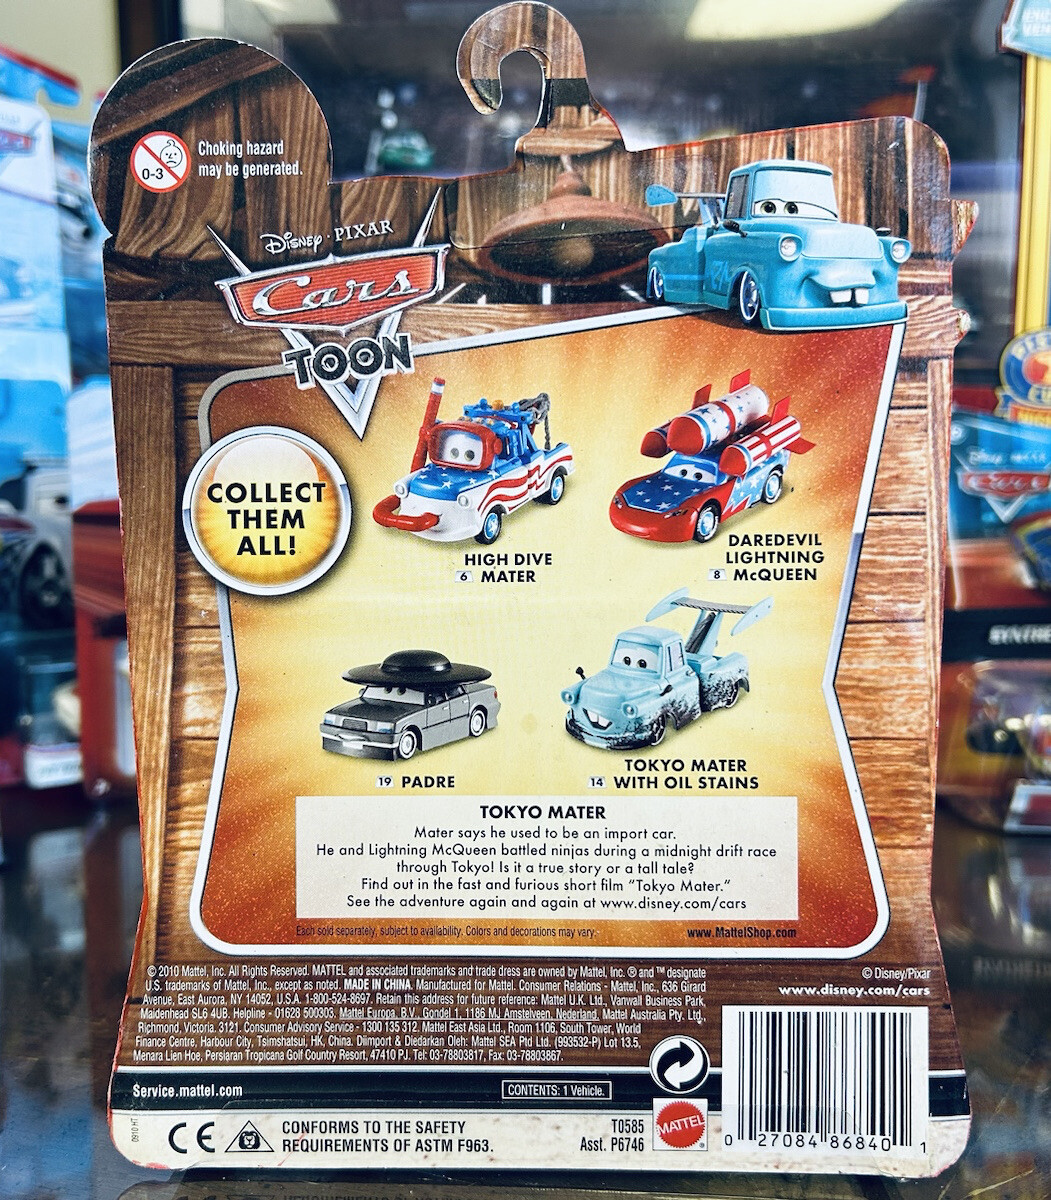 0-3
Choking hazard
may be generated.
Disney · PIXAR
Cars
TOON
COLLECT
THEM
ALL!
HIGH DIVE
6 MATER
DAREDEVIL
LIGHTNING
8 McQUEEN
19 PADRE
TOKYO MATER
14 WITH OIL STAINS
TOKYO MATER
Mater says he used to be an import car.
He and Lightning McQueen battled ninjas during a midnight drift race
through Tokyo! Is it a true story or a tall tale?
Find out in the fast and furious short film "Tokyo Mater."
See the adventure again and again at www.disney.com/cars
Each sold separately, subject to availability. Colors and decorations may vary.
www.MattelShop.com
© 2010 Mattel, Inc. All Rights Reserved. MATTEL and associated trademarks and trade dress are owned by Mattel, Inc. ® and ™ designate
U.S. trademarks of Mattel, Inc., except as noted. MADE IN CHINA. Manufactured for Mattel. Consumer Relations - Mattel, Inc., 636 Girard
Avenue, East Aurora, NY 14052, U.S.A. 1-800-524-8697. Retain this address for future reference: Mattel U.K. Ltd., Vanwall Business Park,
Maidenhead SL6 4UB. Helpline - 01628 500303. Mattel Europa, B.V., Gondel 1, 1186 MJ Amstelveen, Nederland. Mattel Australia Pty. Ltd.,
Richmond, Victoria. 3121. Consumer Advisory Service - 1300 135 312. Mattel East Asia Ltd., Room 1106, South Tower, World
Finance Centre, Harbour City, Tsimshatsui, HK, China. Diimport & Diedarkan Oleh: Mattel SEA Ptd Ltd. (993532-P) Lot 13.5,
Menara Lien Hoe, Persiaran Tropicana Golf Country Resort, 47410 PJ. Tel: 03-78803817, Fax: 03-78803867.
© Disney/Pixar
www.disney.com/cars
Service.mattel.com
CONTENTS: 1 Vehicle.
0910 HT
CE
CONFORMS TO THE SAFETY
REQUIREMENTS OF ASTM F963.
T0585
Asst. P6746
MATTEL
0 27084 86840 1